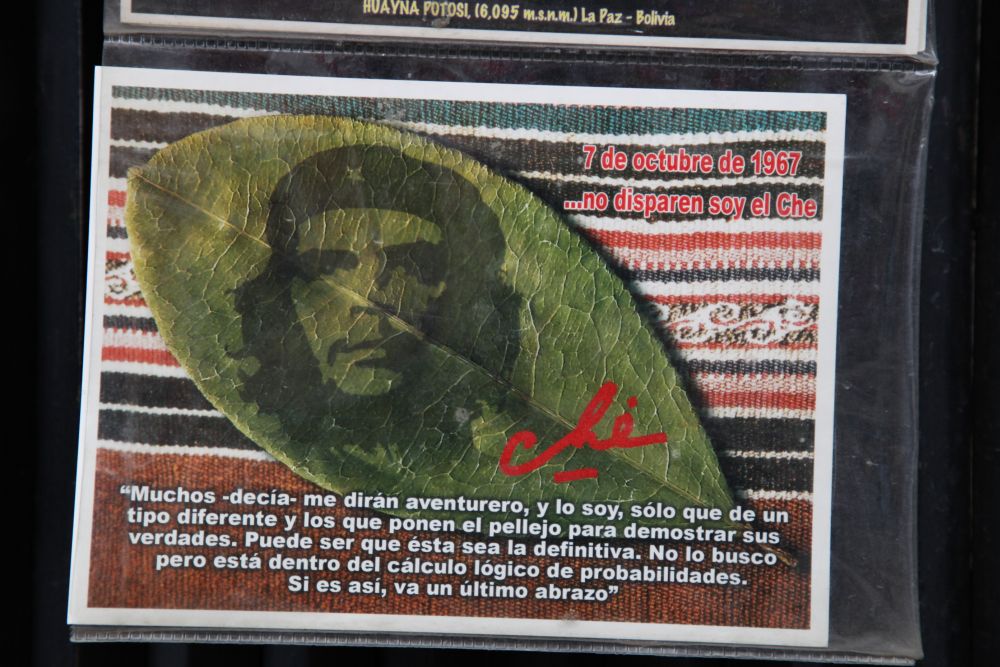 HUAYNA POTOSI, (6,095 m.s.n.m.) La Paz - Bolivia
7 de octubre de 1967
...no disparen soy el Che
chè
“Muchos -decía- me dirán aventurero, y lo soy, sólo que de un
tipo diferente y los que ponen el pellejo para demostrar sus
verdades. Puede ser que ésta sea la definitiva. No lo busco
pero está dentro del cálculo lógico de probabilidades.
Si es así, va un último abrazo”